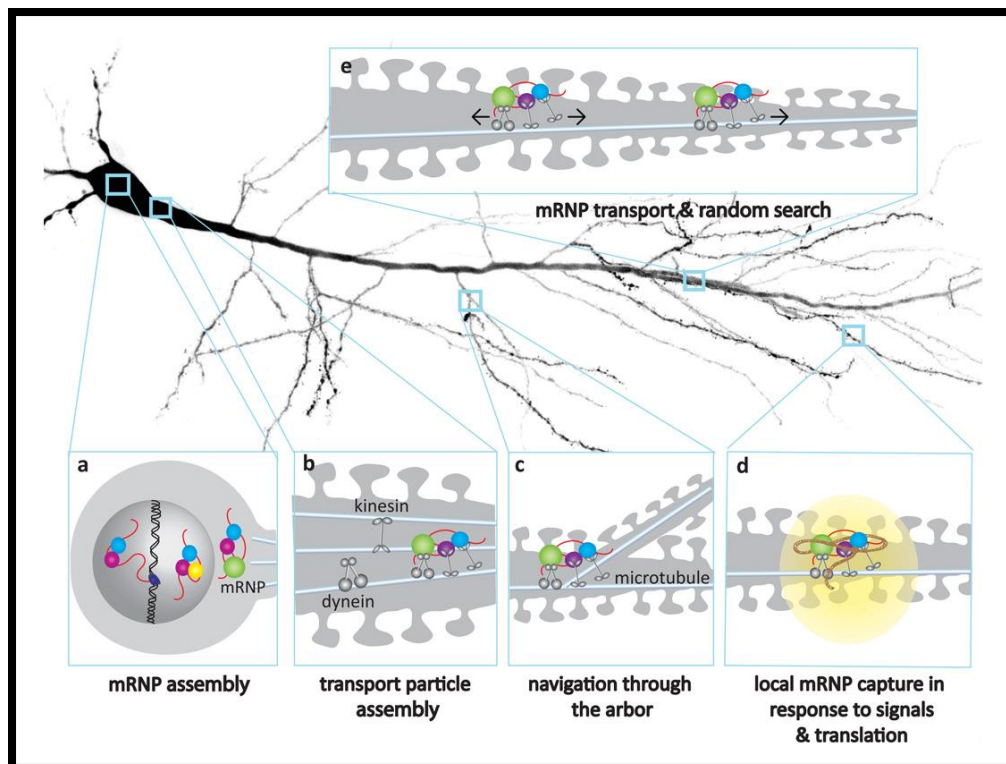 e
mRNP transport & random search
a
mRNP
mRNP assembly
b
kinesin
dynein
transport particle
assembly
c
microtubule
navigation through
the arbor
d
local mRNP capture in
response to signals
& translation